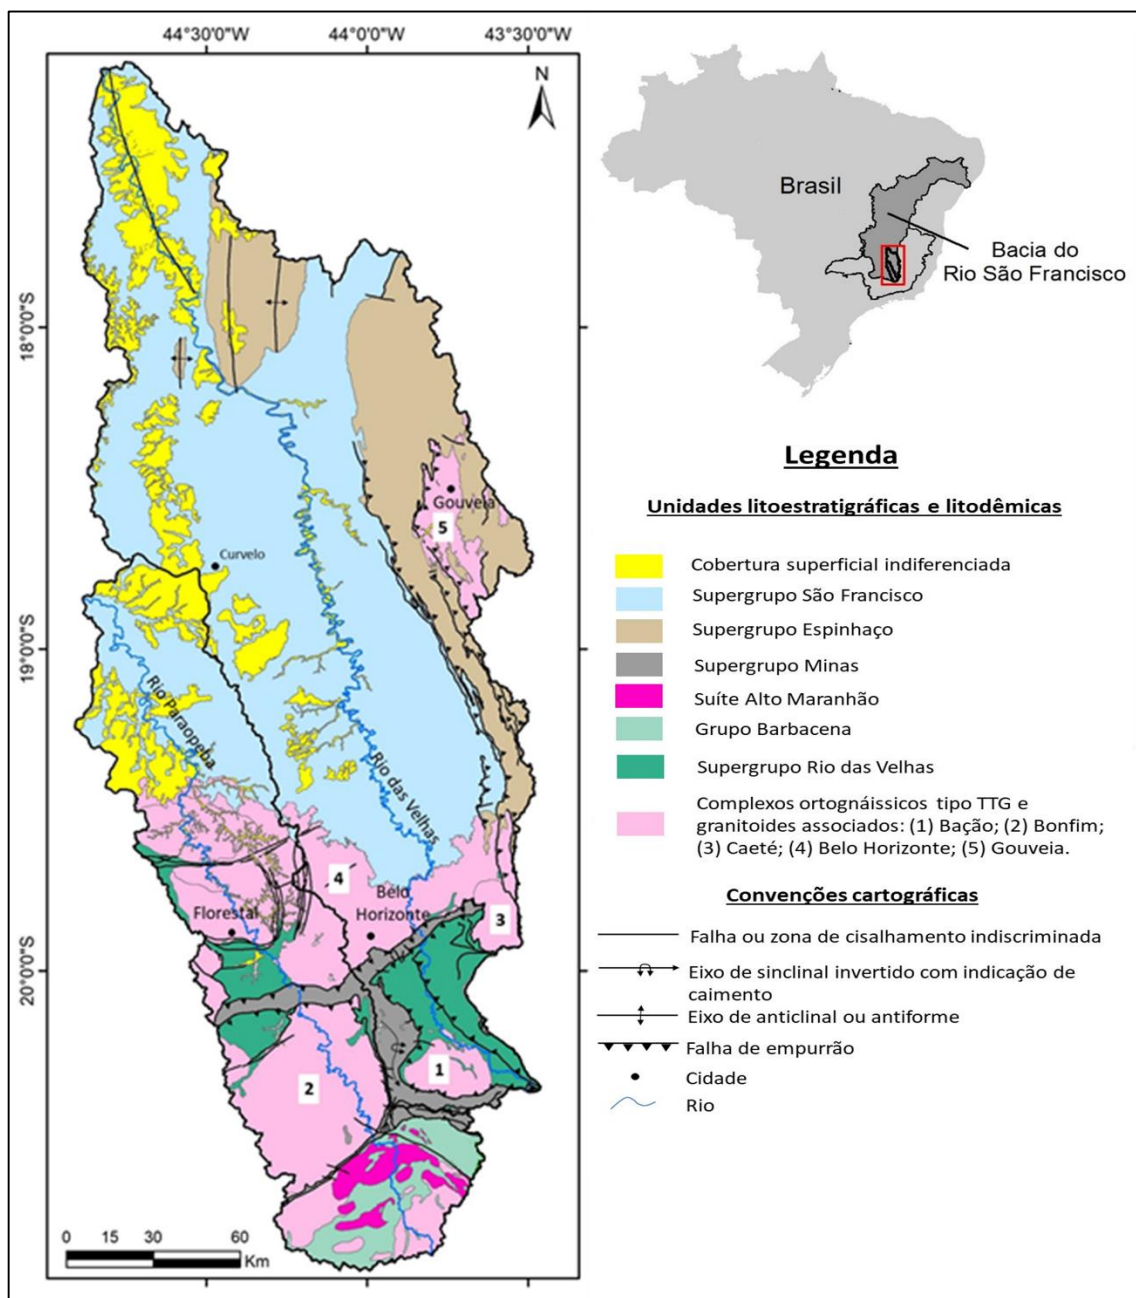 44°30'0"W 44°0'0"W 43°30'0"W
N
18°0'0"S
19°0'0"S
20°0'0"S
Gouveia
5
Curvelo
Rio Paraopeba
Rio das Velhas
4
Belo
Horizonte
3
Florestal
1
2
0 15 30 60
Km
Brasil
Bacia do
Rio São Francisco
Legenda
Unidades litoestratigráficas e litodêmicas
Cobertura superficial indiferenciada
Supergrupo São Francisco
Supergrupo Espinhaço
Supergrupo Minas
Suíte Alto Maranhão
Grupo Barbacena
Supergrupo Rio das Velhas
Complexos ortognáissicos tipo TTG e
granitoides associados: (1) Bação; (2) Bonfim;
(3) Caeté; (4) Belo Horizonte; (5) Gouveia.
Convenções cartográficas
Falha ou zona de cisalhamento indiscriminada
Eixo de sinclinal invertido com indicação de
caimento
Eixo de anticlinal ou antiforme
Falha de empurrão
Cidade
Rio